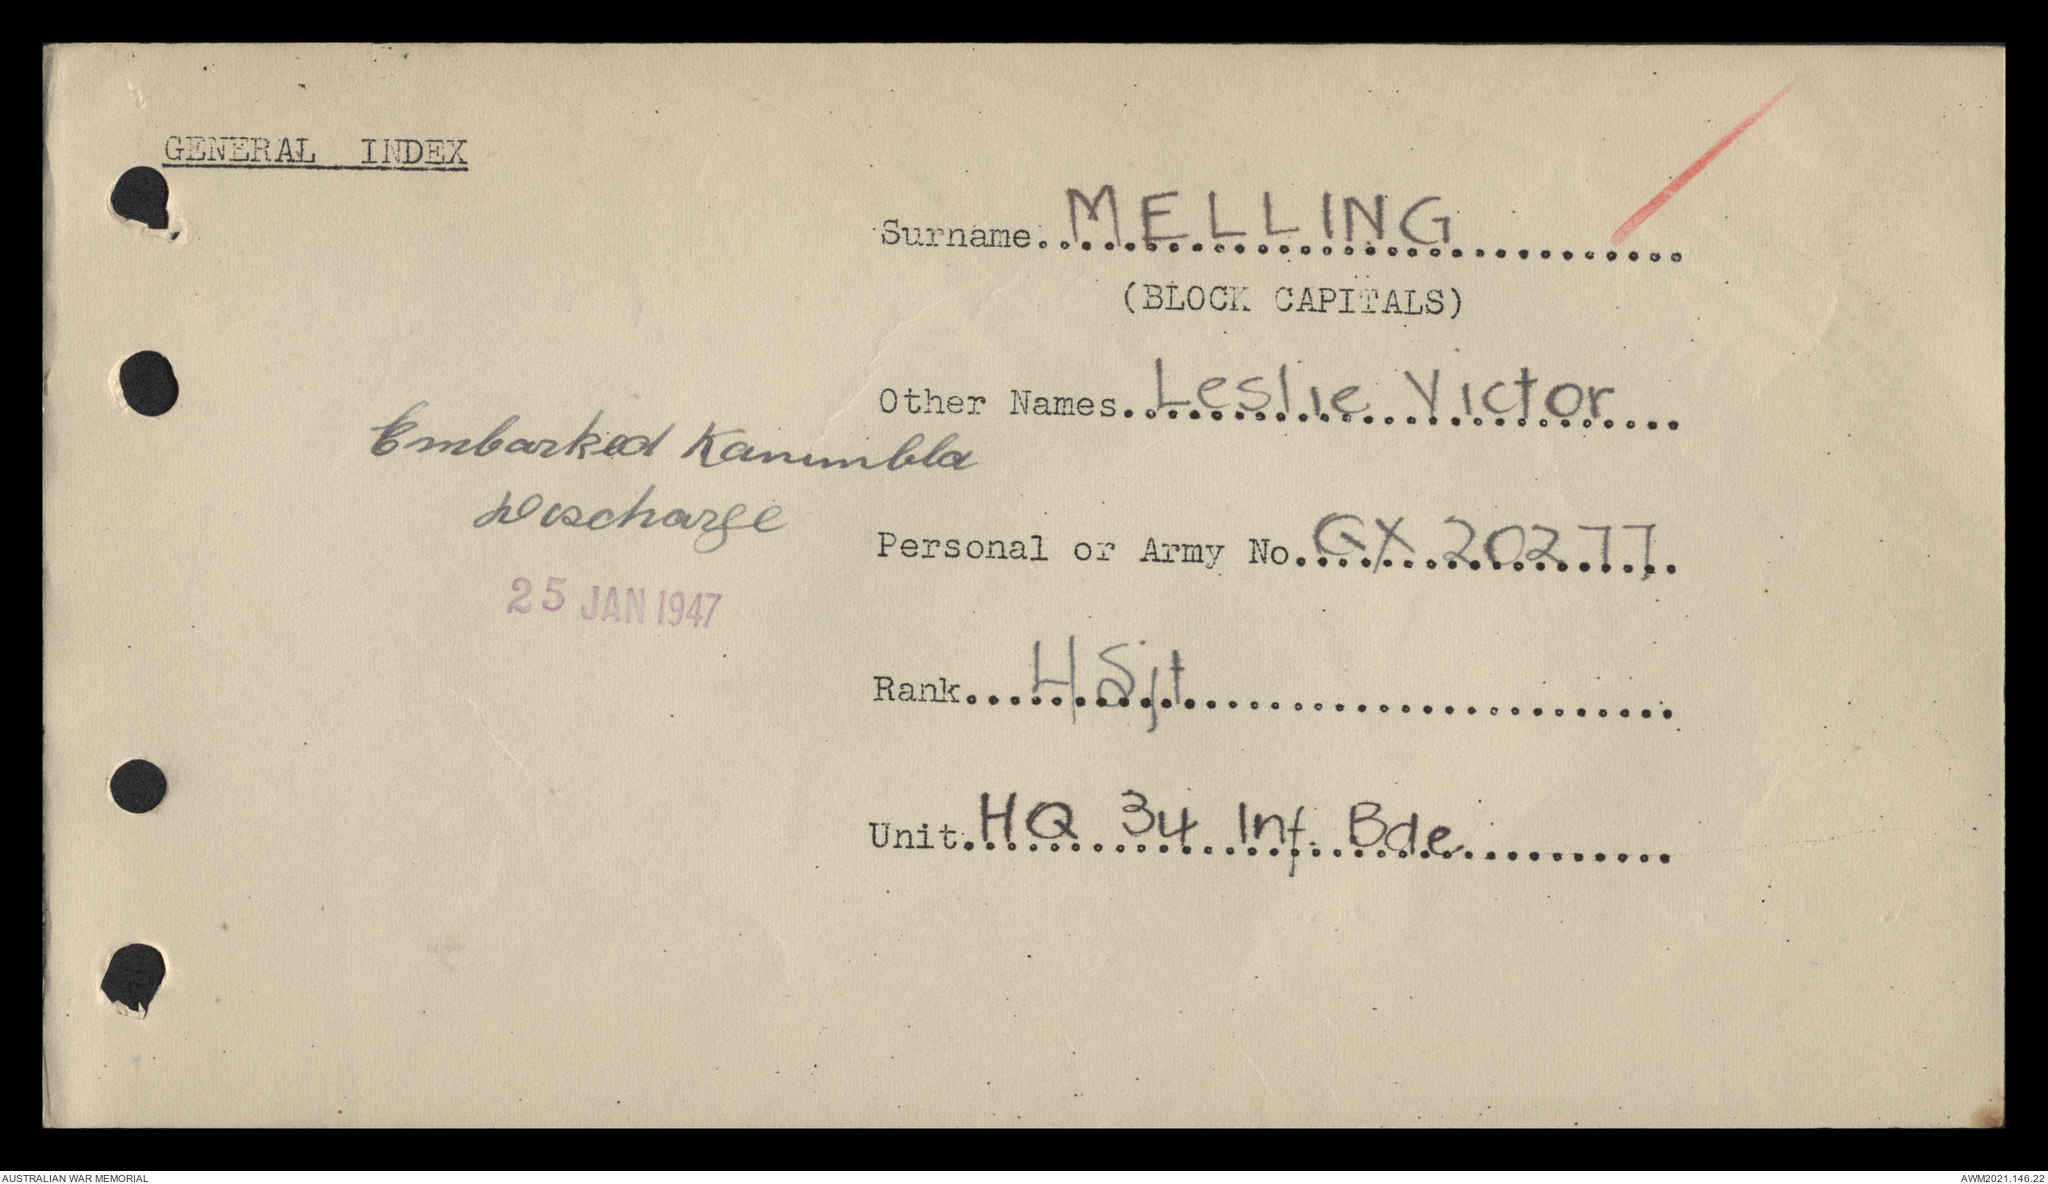 GENERAL INDEX
Surname..MELLING
(BLOCK CAPITALS)
Other Names..Leslie Victor
Embarked Kanimbla
Discharge
25 JAN 1947
Personal or Army No..QX 20277
Rank...L/Sjt
Unit..HQ 34 Inf. Bde
AUSTRALIAN WAR MEMORIAL
AWM2021.146.22